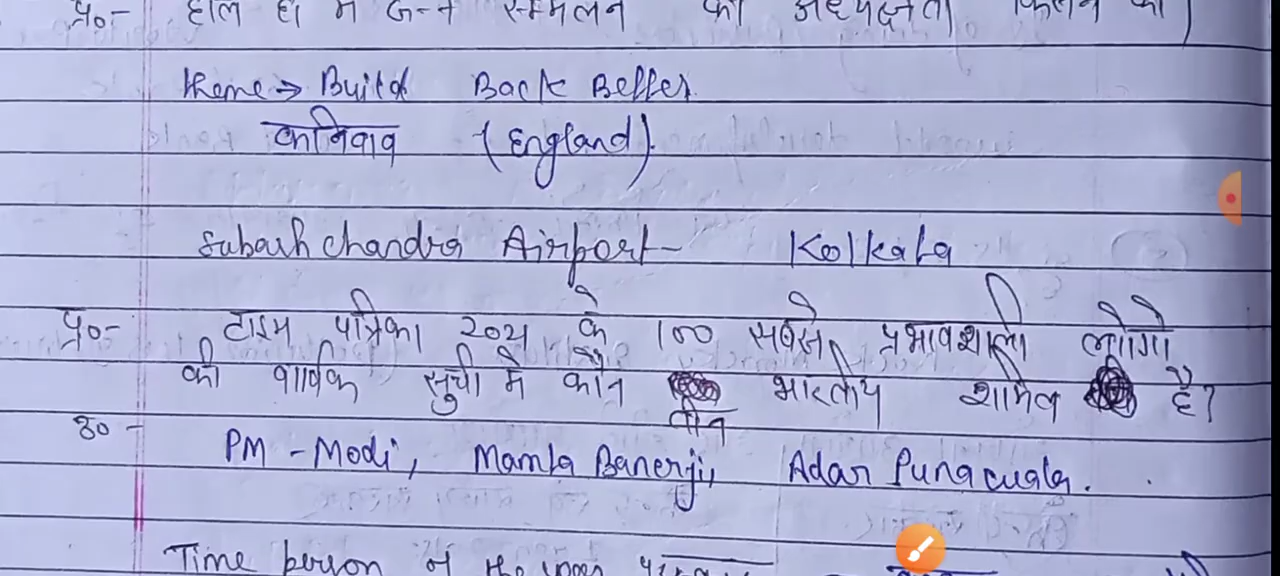 प्र०- हाल ही में G-7 सम्मेलन की अध्यक्षता किसने की
theme → Build Back Better
कार्निवाव (England)
Subash chandra Airport - Kolkata
प्र०- टाइम पत्रिका 2021 के 100 सबसे प्रभावशाली लोगो
की वार्षिक सुची मे कौन तीन भारतीय शामिल है?
उ०- PM - Modi, Mamta Banerji, Adar Punawala.
Time person of the year